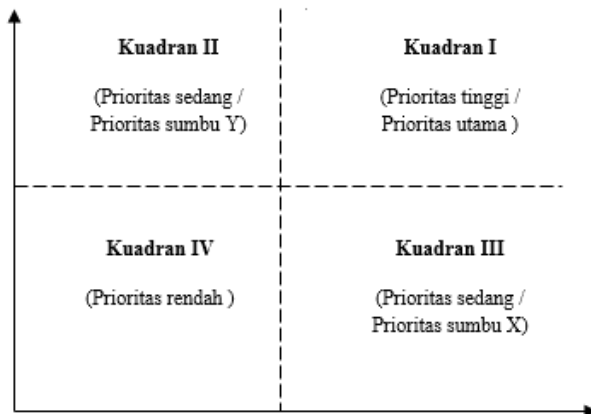 Kuadran II
(Prioritas sedang /
Prioritas sumbu Y)
Kuadran I
(Prioritas tinggi /
Prioritas utama )
Kuadran IV
(Prioritas rendah )
Kuadran III
(Prioritas sedang /
Prioritas sumbu X)